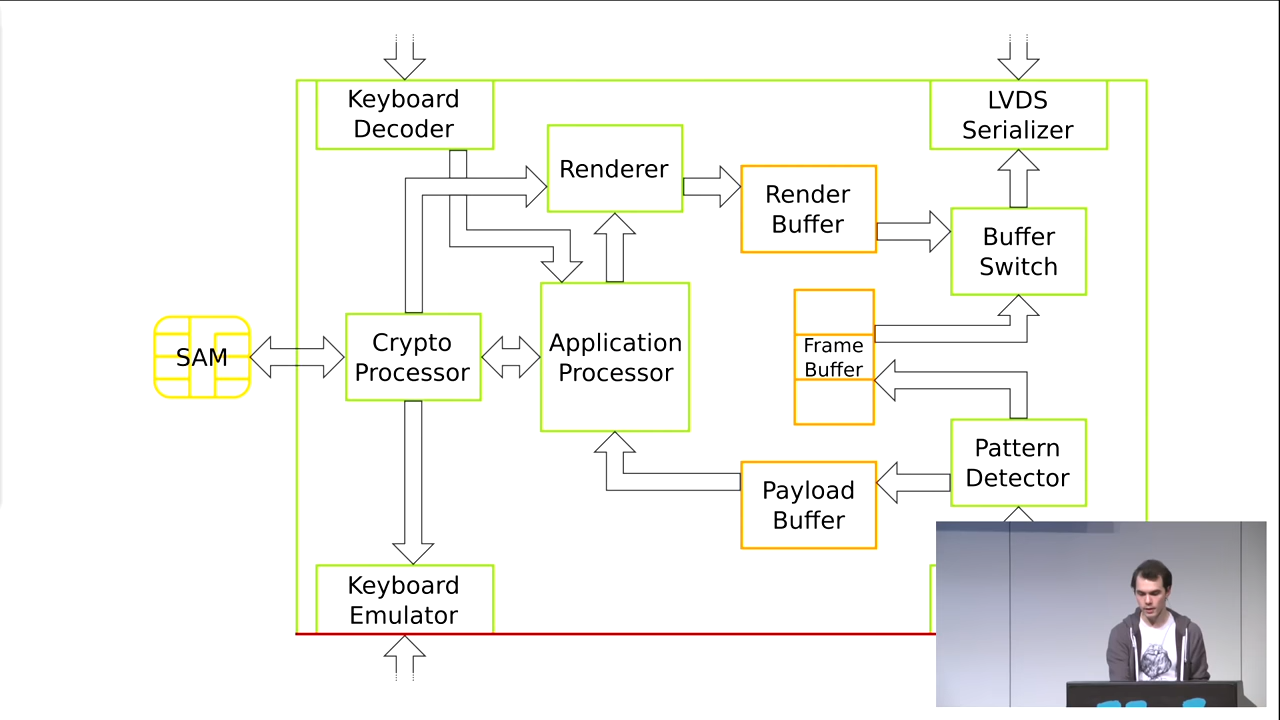 Keyboard
Decoder
LVDS
Serializer
Renderer
Render
Buffer
Buffer
Switch
SAM
Crypto
Processor
Application
Processor
Frame
Buffer
Pattern
Detector
Payload
Buffer
Keyboard
Emulator